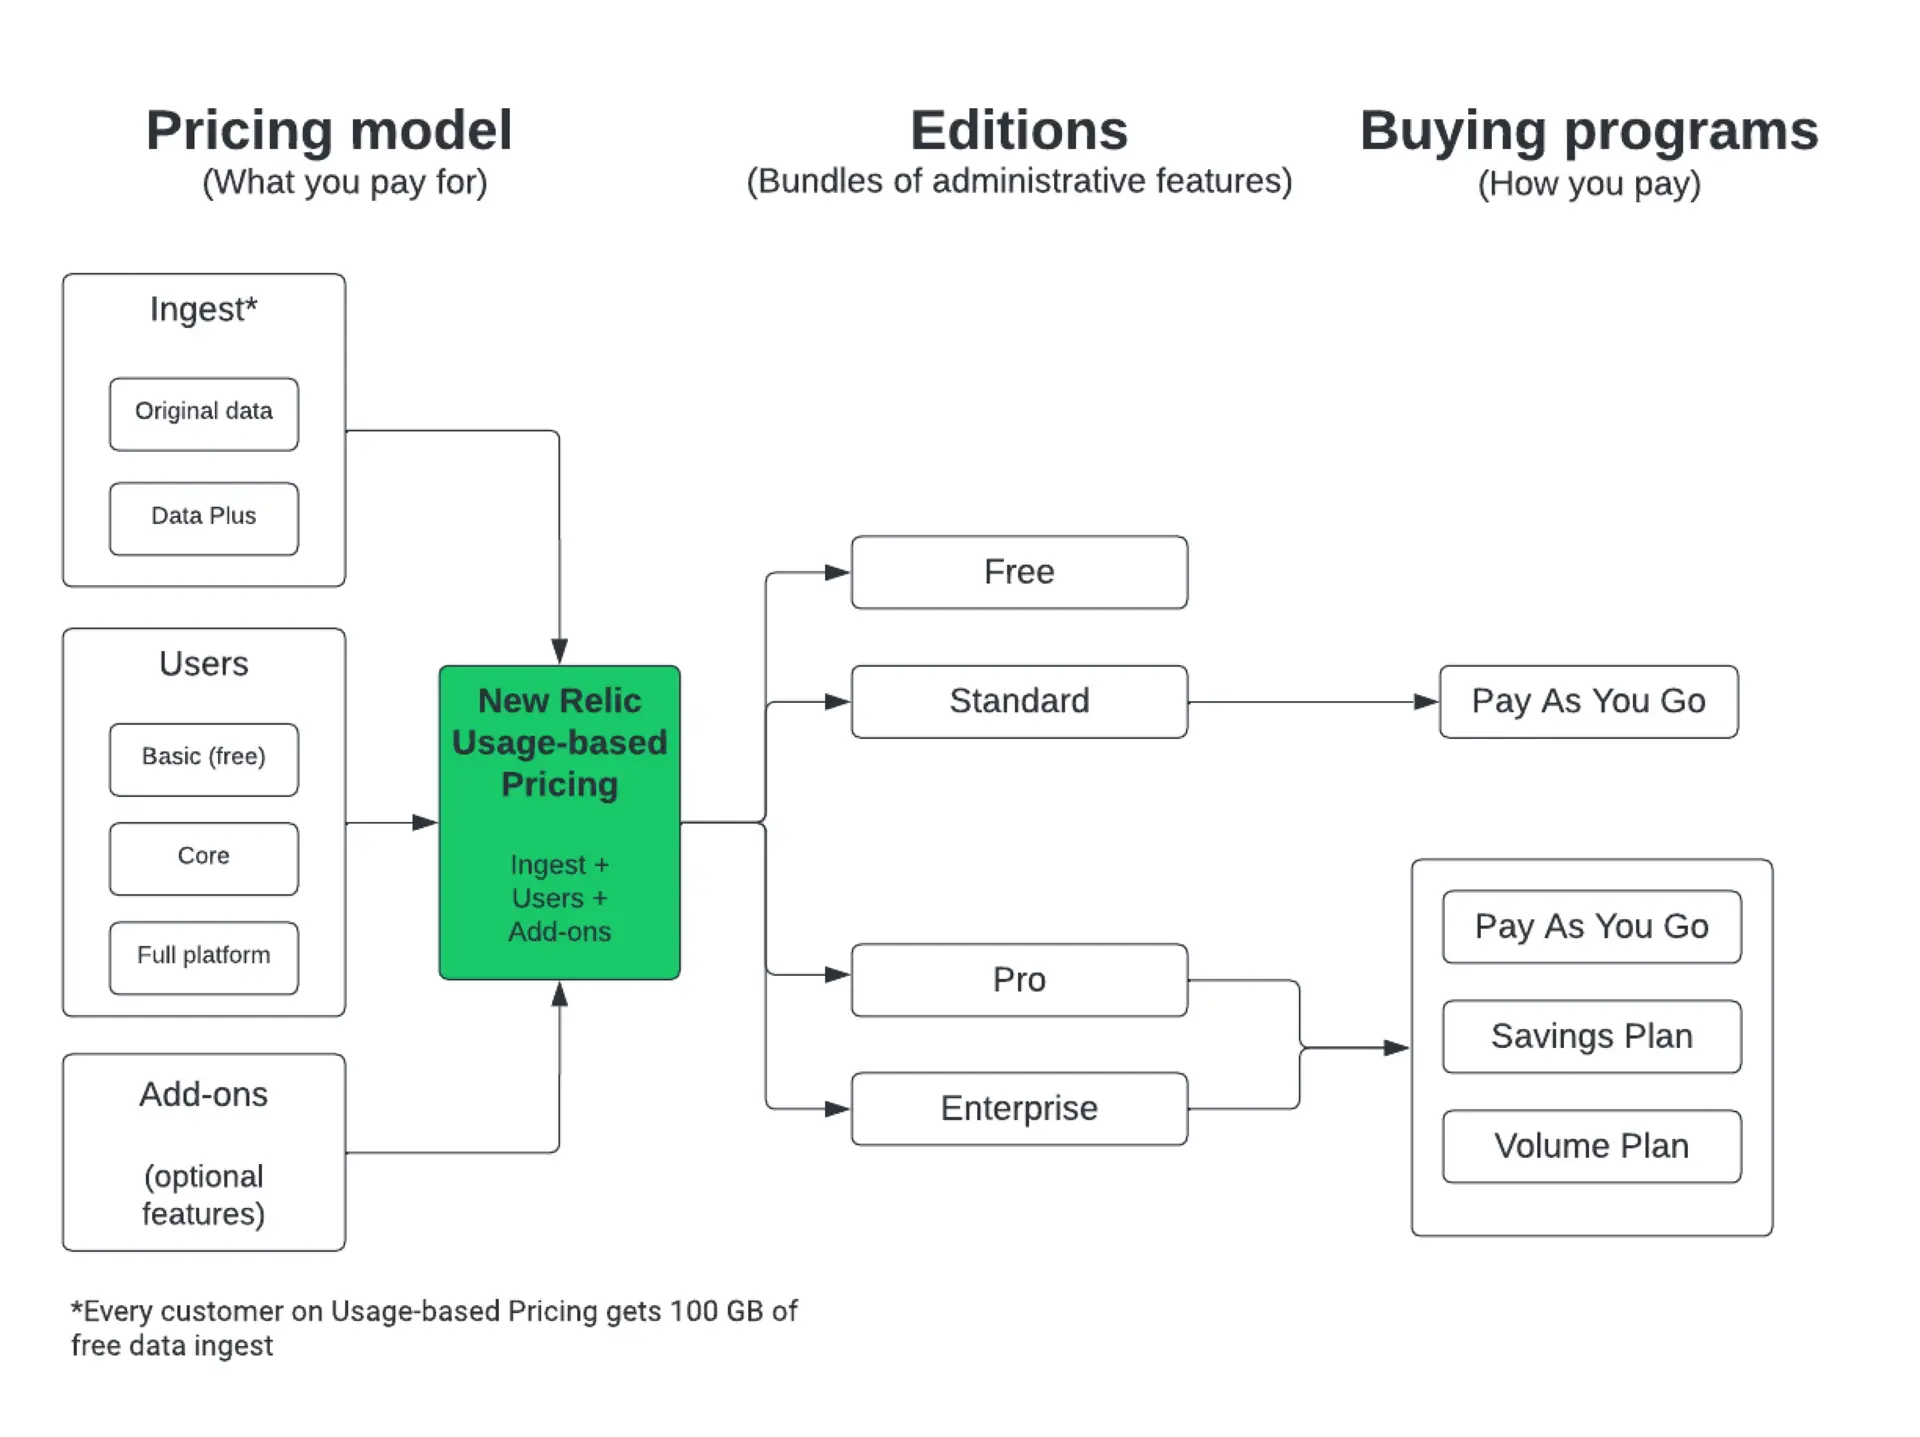 Pricing model
(What you pay for)
Editions
(Bundles of administrative features)
Buying programs
(How you pay)
Ingest*
Original data
Data Plus
Users
Basic (free)
Core
Full platform
Add-ons
(optional
features)
New Relic
Usage-based
Pricing
Ingest +
Users +
Add-ons
Free
Standard
Pro
Enterprise
Pay As You Go
Pay As You Go
Savings Plan
Volume Plan
*Every customer on Usage-based Pricing gets 100 GB of
free data ingest